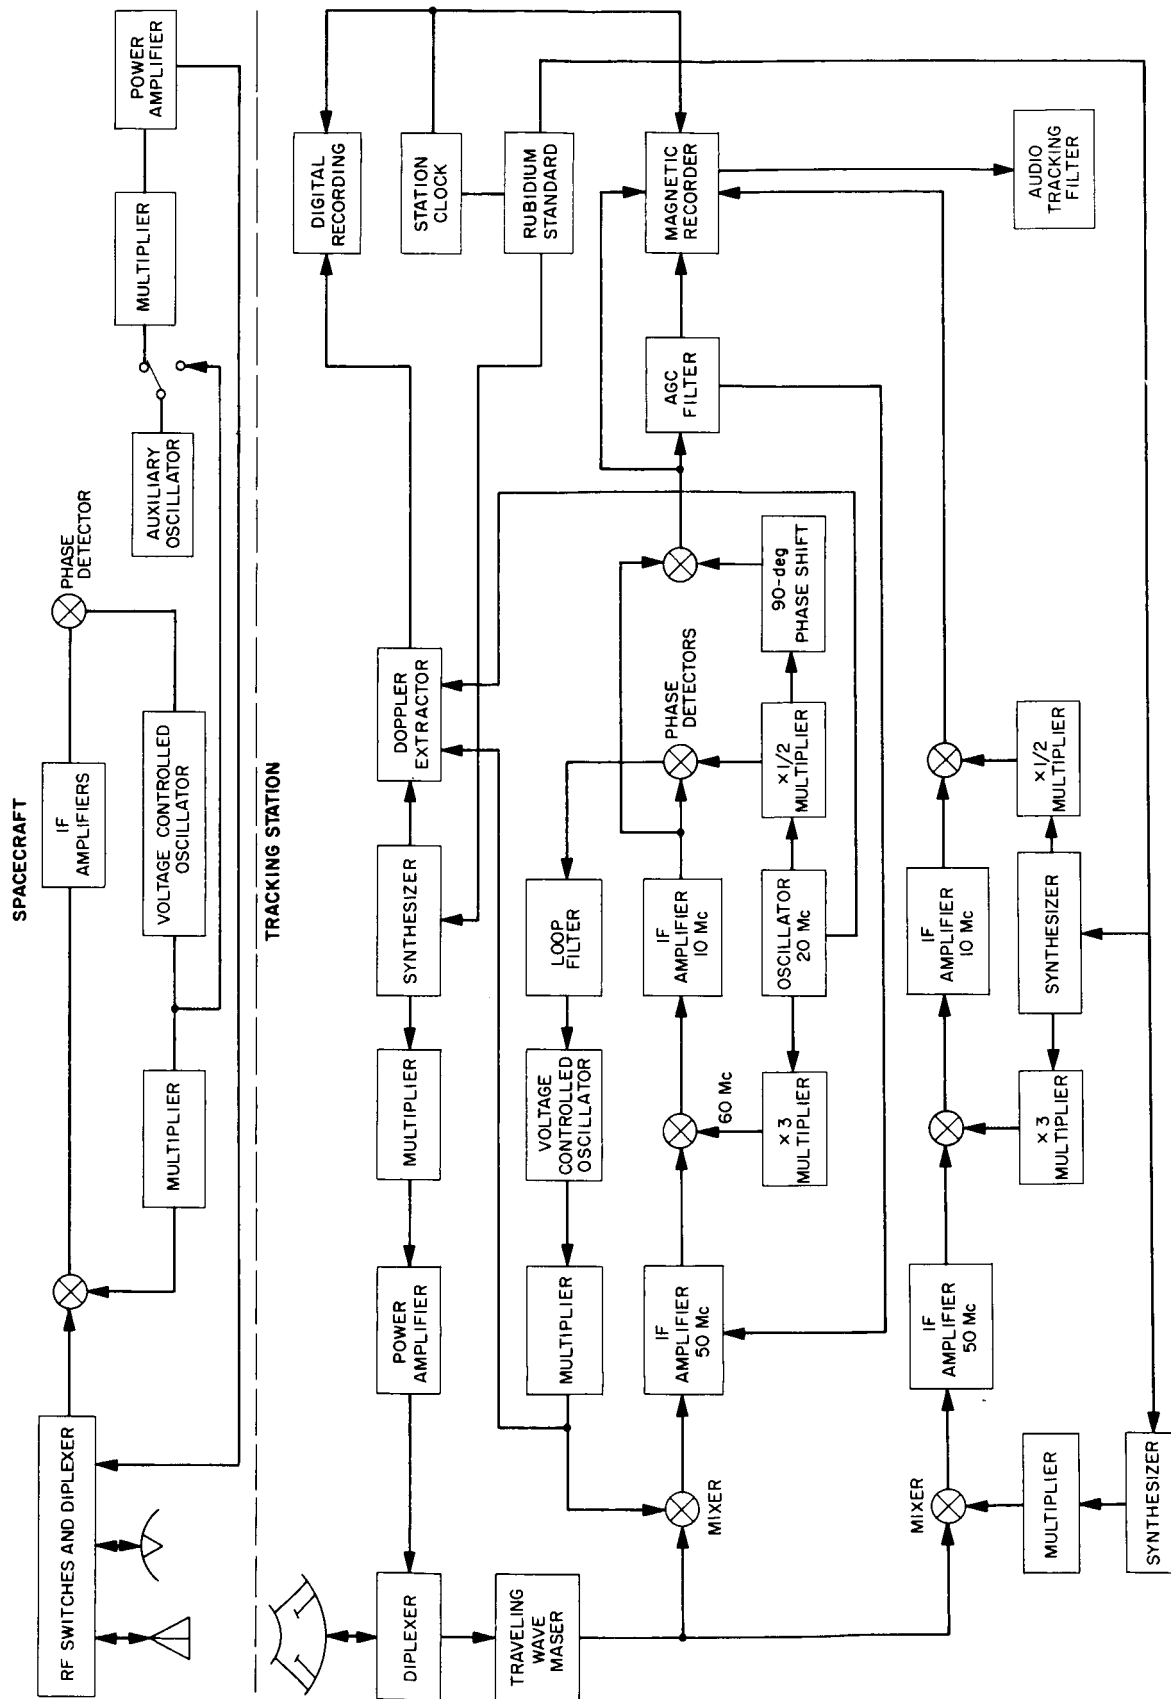 SPACECRAFT
RF SWITCHES AND DIPLEXER
IF
AMPLIFIERS
PHASE
DETECTOR
MULTIPLIER
VOLTAGE CONTROLLED
OSCILLATOR
AUXILIARY
OSCILLATOR
MULTIPLIER
POWER
AMPLIFIER
TRACKING STATION
DIPLEXER
POWER
AMPLIFIER
MULTIPLIER
SYNTHESIZER
DOPPLER
EXTRACTOR
DIGITAL
RECORDING
STATION
CLOCK
RUBIDIUM
STANDARD
TRAVELING
WAVE
MASER
MULTIPLIER
VOLTAGE
CONTROLLED
OSCILLATOR
LOOP
FILTER
MIXER
IF
AMPLIFIER
50 Mc
60 Mc
IF
AMPLIFIER
10 Mc
PHASE
DETECTORS
AGC
FILTER
MAGNETIC
RECORDER
× 3
MULTIPLIER
OSCILLATOR
20 Mc
×1/2
MULTIPLIER
90-deg
PHASE SHIFT
MIXER
IF
AMPLIFIER
50 Mc
IF
AMPLIFIER
10 Mc
AUDIO
TRACKING
FILTER
MULTIPLIER
× 3
MULTIPLIER
SYNTHESIZER
×1/2
MULTIPLIER
SYNTHESIZER